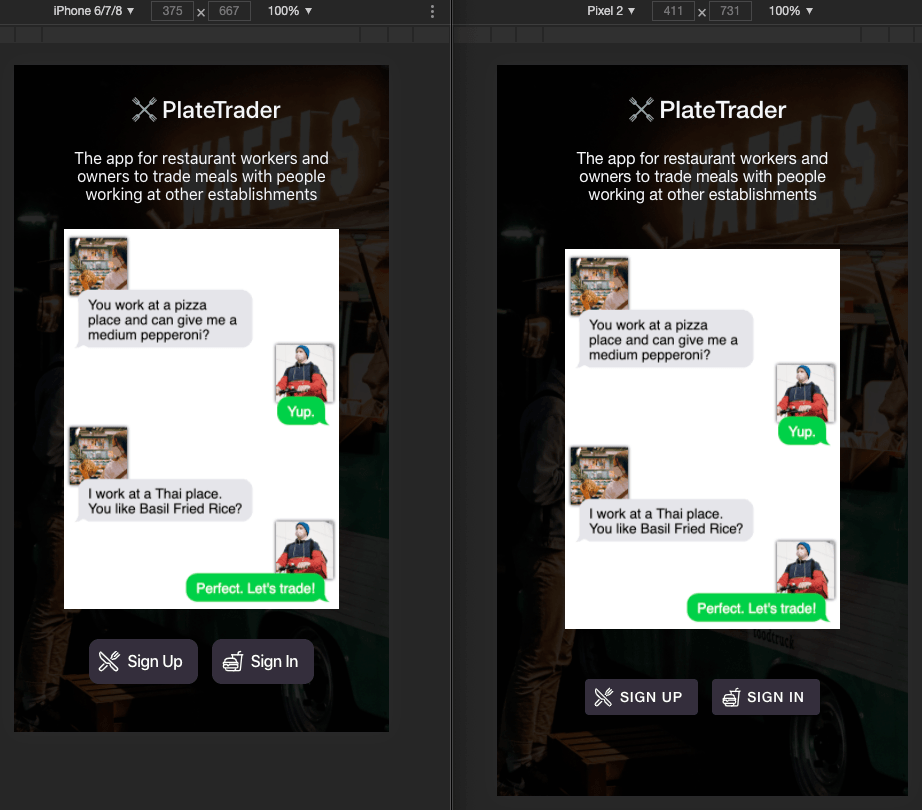 iPhone 6/7/8 ▼ 375 × 667 100% ▼
PlateTrader
WAFELS
The app for restaurant workers and
owners to trade meals with people
working at other establishments
You work at a pizza
place and can give me a
medium pepperoni?
Yup.
I work at a Thai place.
You like Basil Fried Rice?
Perfect. Let's trade!
Sign Up
Sign In
Pixel 2 ▼ 411 × 731 100% ▼
PlateTrader
WAFELS
The app for restaurant workers and
owners to trade meals with people
working at other establishments
You work at a pizza
place and can give me a
medium pepperoni?
Yup.
I work at a Thai place.
You like Basil Fried Rice?
Perfect. Let's trade!
foodtruck
SIGN UP
SIGN IN